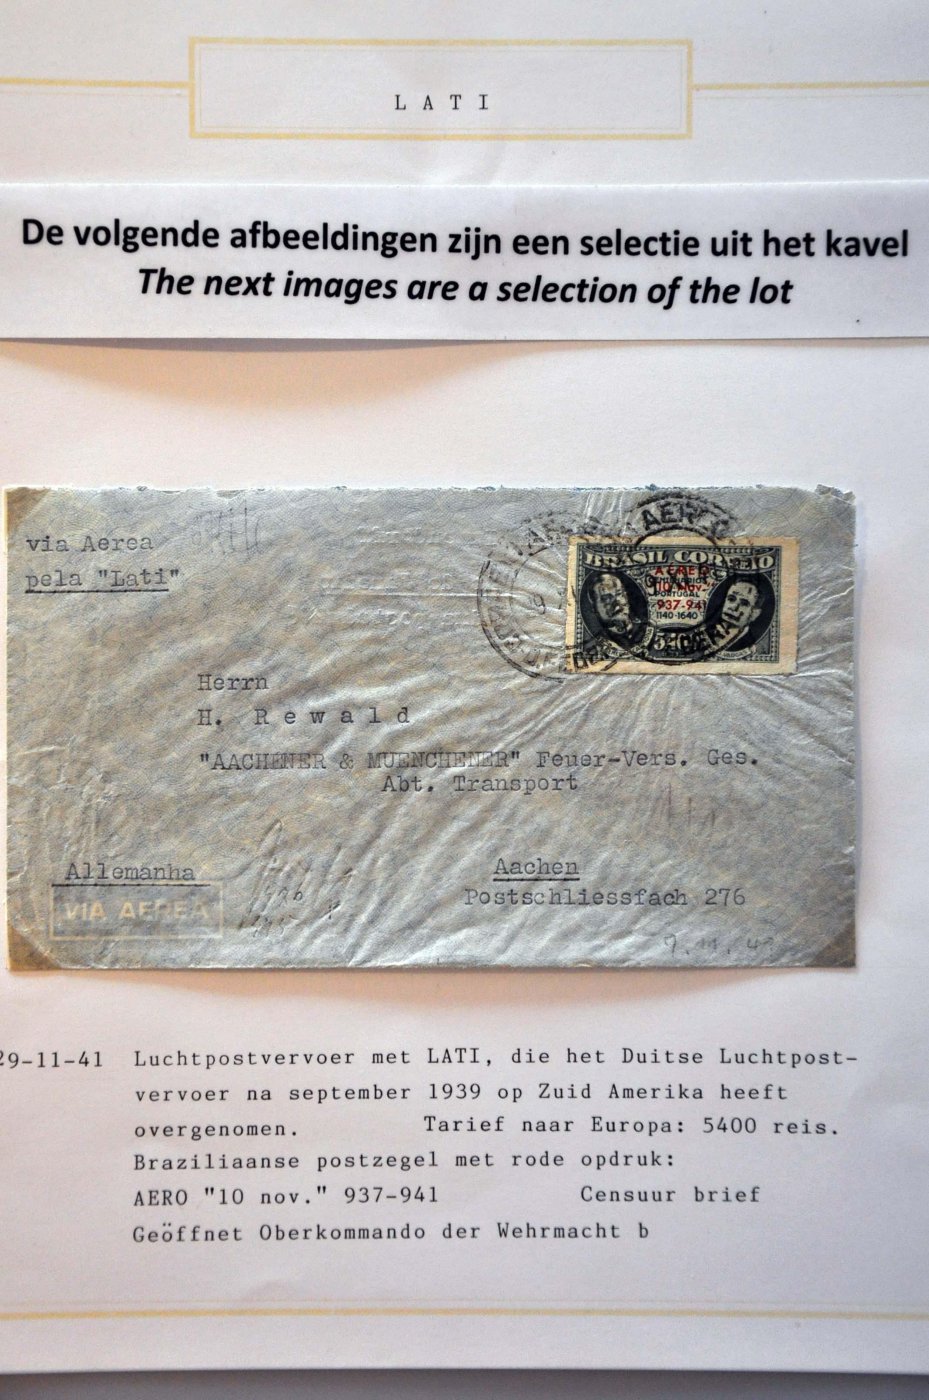 LATI
De volgende afbeeldingen zijn een selectie uit het kavel
The next images are a selection of the lot
via Aerea
pela "Lati"
BRASIL CORREIO
AEREO
"10 Nov."
PORTUGAL
937-941
1140-1640
Herrn
H. Rewald
"AACHENER & MUENCHENER" Feuer-Vers. Ges.
Abt. Transport
Allemanha
Aachen
VIA AEREA
Postschliessfach 276
29-11-41 Luchtpostvervoer met LATI, die het Duitse Luchtpost-
vervoer na september 1939 op Zuid Amerika heeft
overgenomen. Tarief naar Europa: 5400 reis.
Braziliaanse postzegel met rode opdruk:
AERO "10 nov." 937-941 Censuur brief
Geöffnet Oberkommando der Wehrmacht b